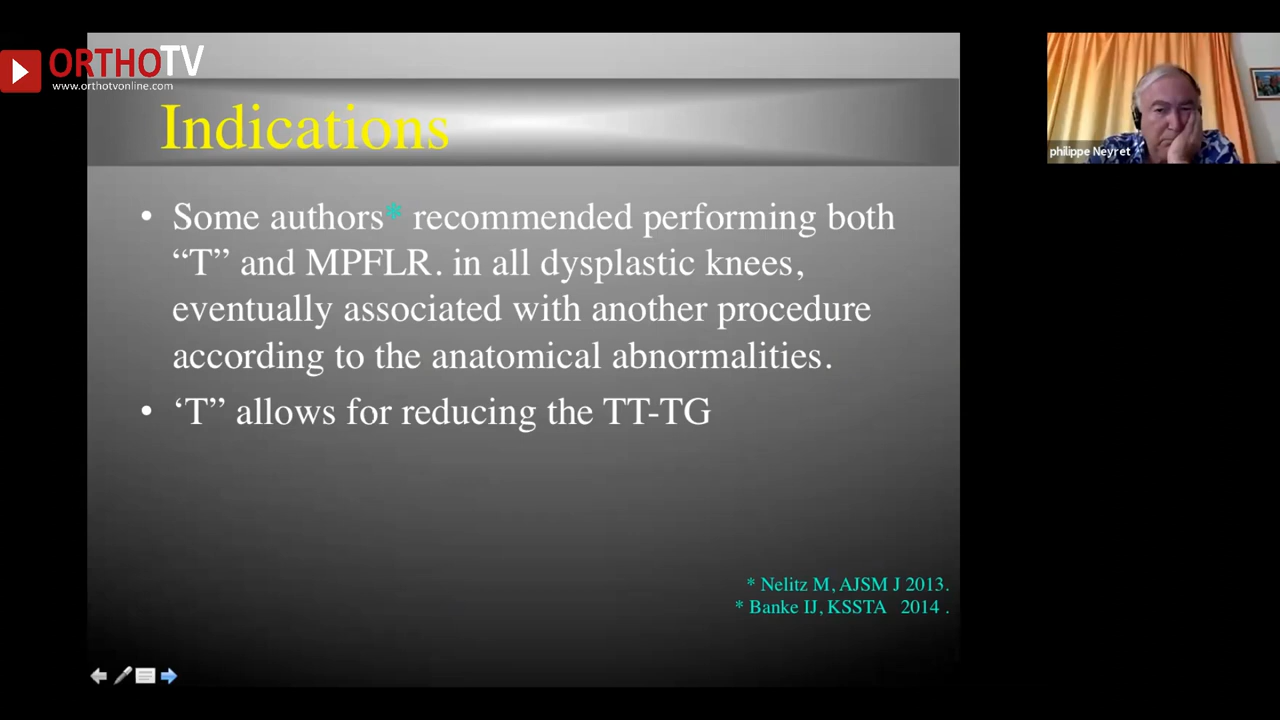 ORTHOTV
www.orthotvonline.com
Indications
• Some authors* recommended performing both
“T” and MPFLR. in all dysplastic knees,
eventually associated with another procedure
according to the anatomical abnormalities.
• ‘T” allows for reducing the TT-TG
* Nelitz M, AJSM J 2013.
* Banke IJ, KSSTA 2014 .
philippe Neyret